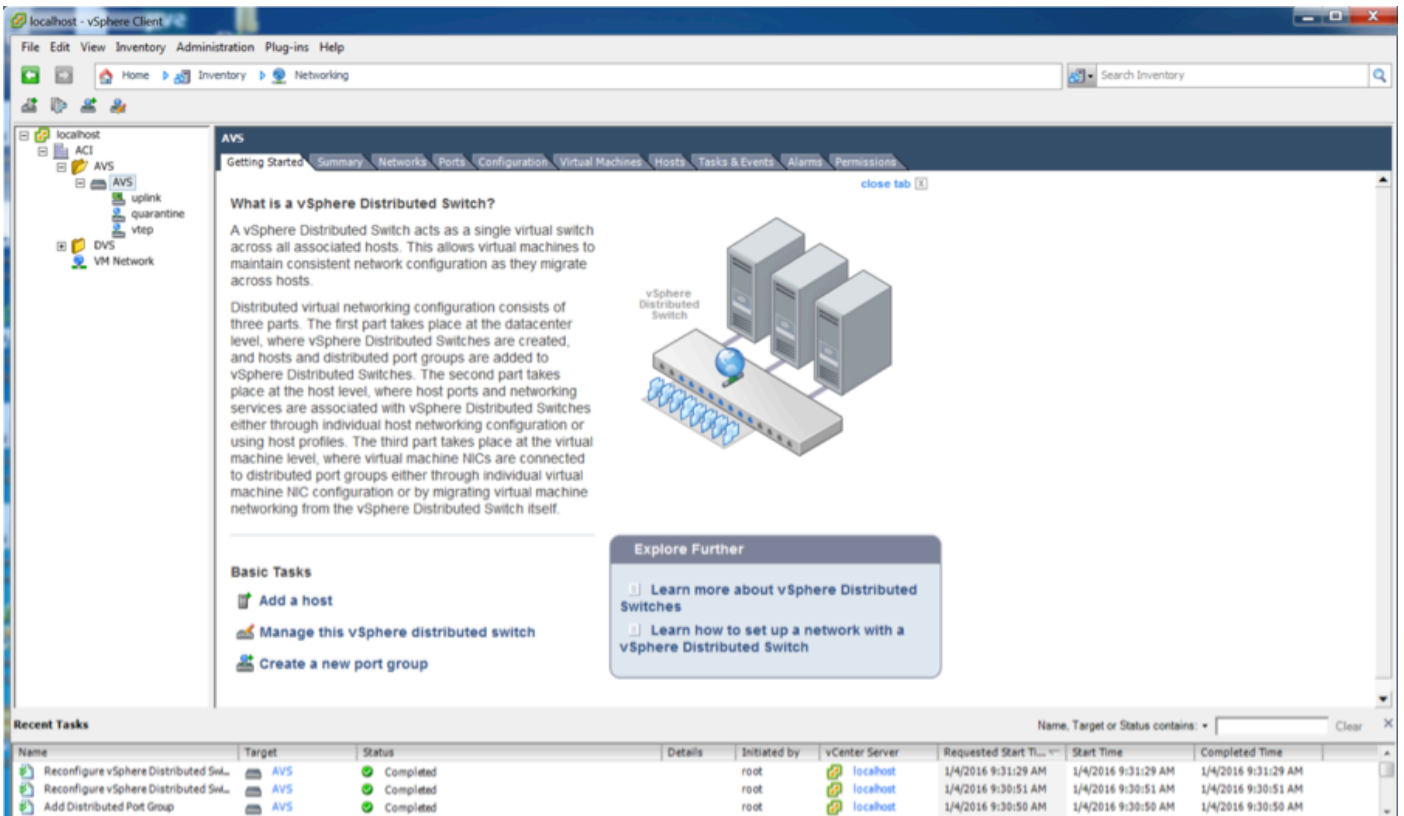 localhost - vSphere Client
File Edit View Inventory Administration Plug-ins Help
Home Inventory Networking
Search Inventory
localhost
ACI
AVS
AVS
uplink
quarantine
vtep
DVS
VM Network
AVS
Getting Started Summary Networks Ports Configuration Virtual Machines Hosts Tasks & Events Alarms Permissions
close tab
What is a vSphere Distributed Switch?
A vSphere Distributed Switch acts as a single virtual switch
across all associated hosts. This allows virtual machines to
maintain consistent network configuration as they migrate
across hosts.
Distributed virtual networking configuration consists of
three parts. The first part takes place at the datacenter
level, where vSphere Distributed Switches are created,
and hosts and distributed port groups are added to
vSphere Distributed Switches. The second part takes
place at the host level, where host ports and networking
services are associated with vSphere Distributed Switches
either through individual host networking configuration or
using host profiles. The third part takes place at the virtual
machine level, where virtual machine NICs are connected
to distributed port groups either through individual virtual
machine NIC configuration or by migrating virtual machine
networking from the vSphere Distributed Switch itself.
vSphere
Distributed
Switch
Basic Tasks
Add a host
Manage this vSphere distributed switch
Create a new port group
Explore Further
Learn more about vSphere Distributed
Switches
Learn how to set up a network with a
vSphere Distributed Switch
Recent Tasks
Name, Target or Status contains: Clear
Name Target Status Details Initiated by vCenter Server Requested Start Ti... Start Time Completed Time
Reconfigure vSphere Distributed Swi... AVS Completed root localhost 1/4/2016 9:31:29 AM 1/4/2016 9:31:29 AM 1/4/2016 9:31:29 AM
Reconfigure vSphere Distributed Swi... AVS Completed root localhost 1/4/2016 9:30:51 AM 1/4/2016 9:30:51 AM 1/4/2016 9:30:51 AM
Add Distributed Port Group AVS Completed root localhost 1/4/2016 9:30:50 AM 1/4/2016 9:30:50 AM 1/4/2016 9:30:50 AM